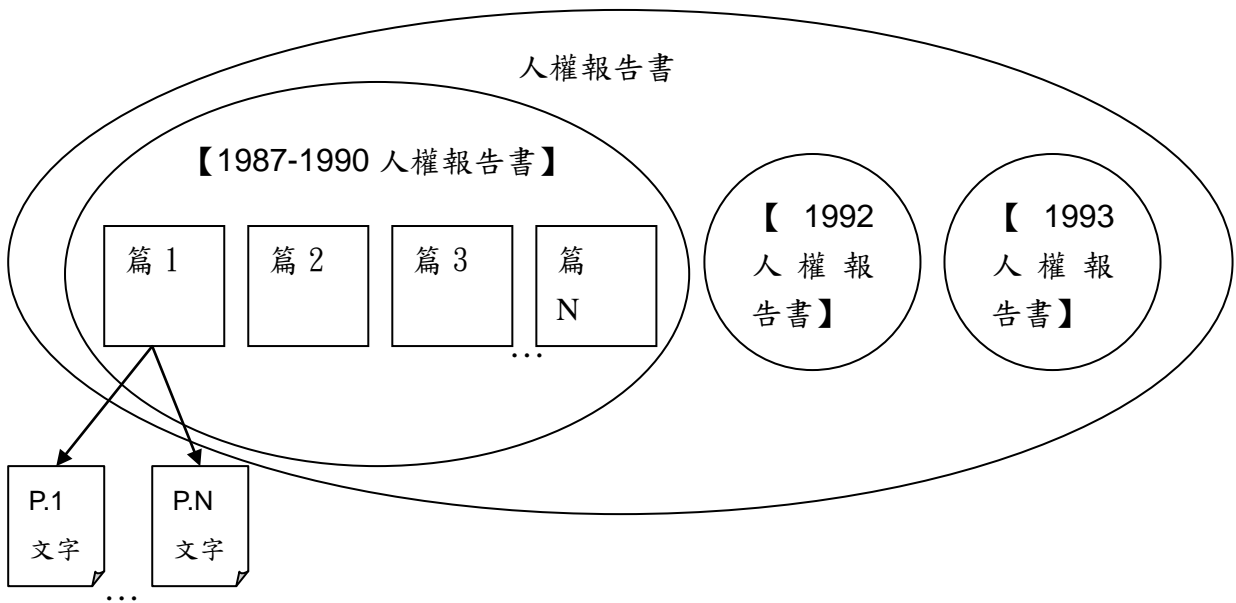 人權報告書
【1987-1990 人權報告書】
篇 1
篇 2
篇 3
篇
N
…
【 1992
人 權 報
告書】
【 1993
人 權 報
告書】
P.1
文字
P.N
文字
…